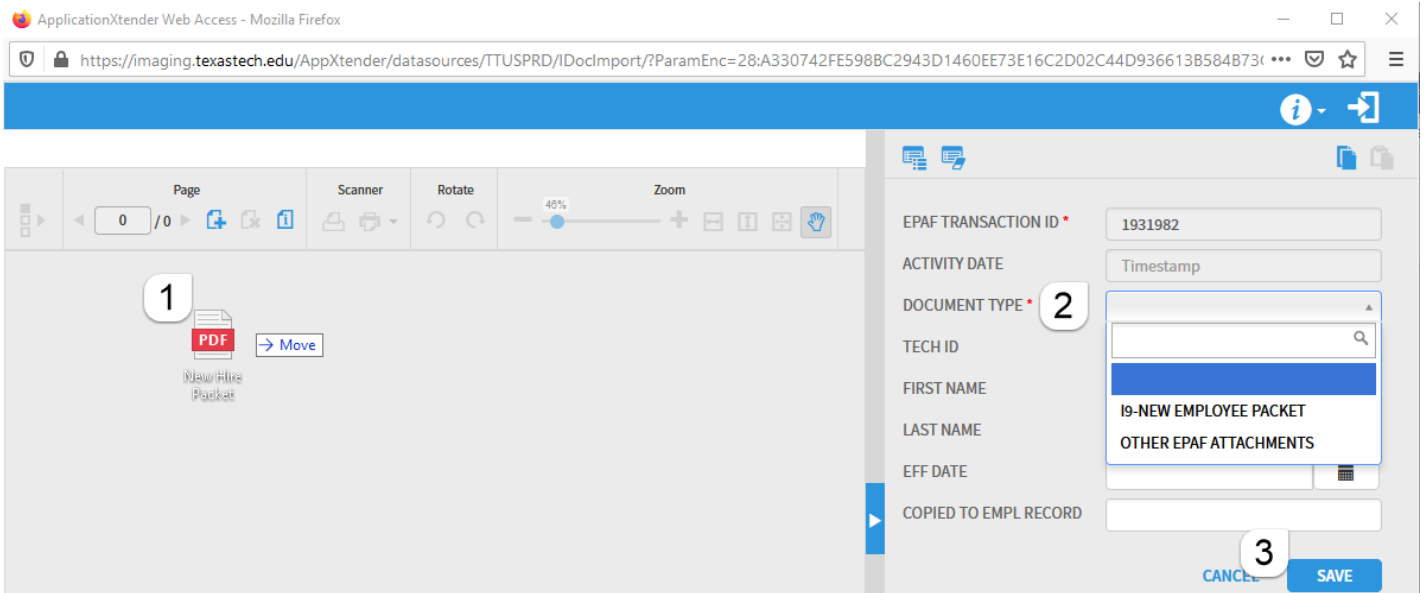 ApplicationXtender Web Access - Mozilla Firefox
https://imaging.texastech.edu/AppXtender/datasources/TTUSPRD/IDocImport/?ParamEnc=28:A330742FE598BC2943D1460EE73E16C2D02C44D936613B584B73(
Page
Scanner
Rotate
Zoom
0 / 0
46%
EPAF TRANSACTION ID *
1931982
ACTIVITY DATE
Timestamp
1
DOCUMENT TYPE *
2
PDF
→ Move
TECH ID
New Hire
Packet
FIRST NAME
I9-NEW EMPLOYEE PACKET
LAST NAME
OTHER EPAF ATTACHMENTS
EFF DATE
COPIED TO EMPL RECORD
3
CANCEL
SAVE